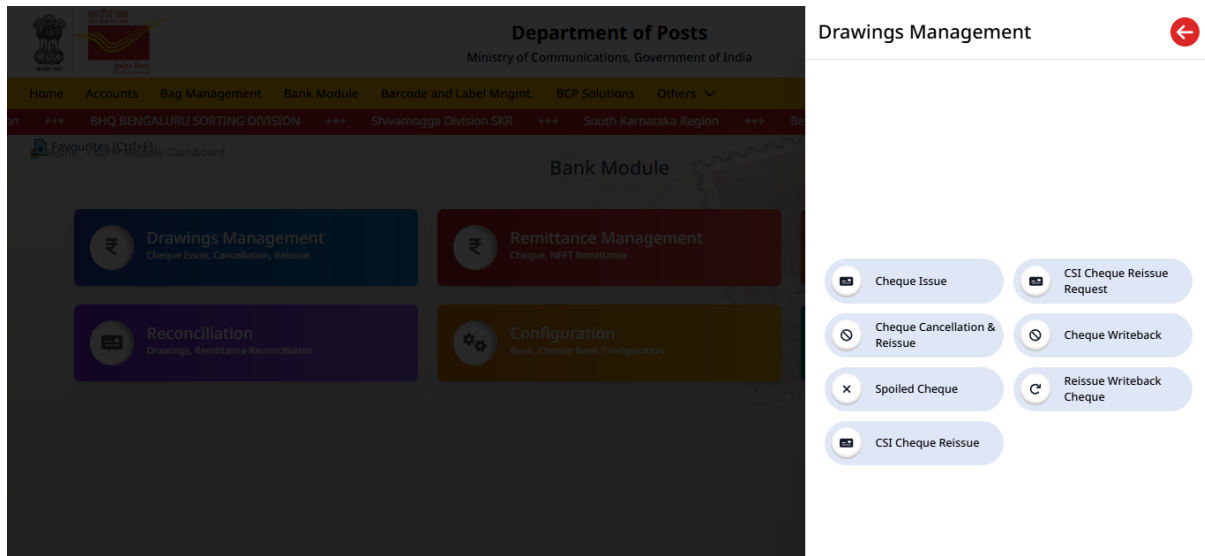 भारतीय डाक
India Post
Department of Posts
Ministry of Communications, Government of India
Home Accounts Bag Management Bank Module Barcode and Label Mngmt. BCP Solutions Others
on +++ BHQ BENGALURU SORTING DIVISION +++ Shivamogga Division SKR +++ South Karnataka Region +++ Be
Favourites (Ctrl+F)
Home Bank Module Dashboard
Bank Module
Drawings Management
Cheque Issue, Cancellation, Reissue
Remittance Management
Cheque, NEFT Remittance
Reconciliation
Drawings, Remittance Reconciliation
Configuration
Bank, Cheque Book Configuration
Drawings Management
Cheque Issue
CSI Cheque Reissue
Request
Cheque Cancellation &
Reissue
Cheque Writeback
Spoiled Cheque
Reissue Writeback
Cheque
CSI Cheque Reissue